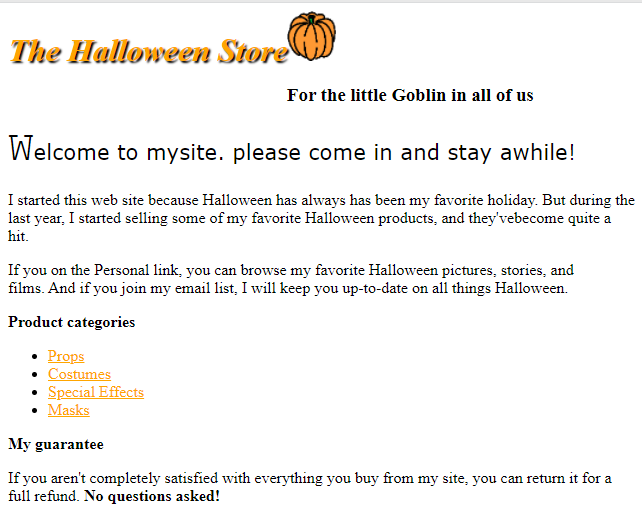 The Halloween Store
For the little Goblin in all of us
Welcome to mysite. please come in and stay awhile!
I started this web site because Halloween has always has been my favorite holiday. But during the
last year, I started selling some of my favorite Halloween products, and they'vebecome quite a
hit.
If you on the Personal link, you can browse my favorite Halloween pictures, stories, and
films. And if you join my email list, I will keep you up-to-date on all things Halloween.
Product categories
Props
Costumes
Special Effects
Masks
My guarantee
If you aren't completely satisfied with everything you buy from my site, you can return it for a
full refund. No questions asked!